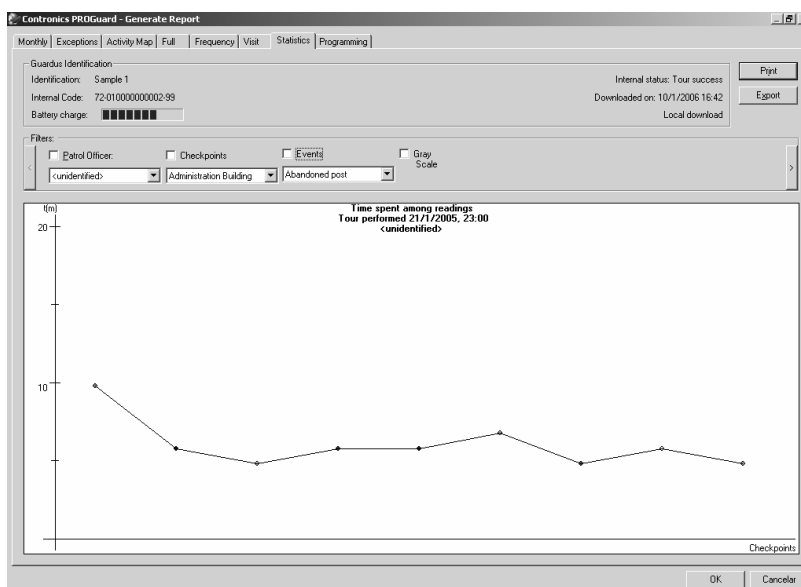 Contronics PROGuard - Generate Report
Monthly Exceptions Activity Map Full Frequency Visit Statistics Programming
Guardus Identification
Identification: Sample 1 Internal status: Tour success Print
Internal Code: 72-010000000002-99 Downloaded on: 10/1/2006 16:42 Export
Battery charge: Local download
Filters:
< Patrol Officer: Checkpoints Events Gray Scale >
<unidentified> Administration Building Abandoned post
t(m) Time spent among readings
Tour performed 21/1/2005, 23:00
20 <unidentified>
10
Checkpoints
OK Cancelar